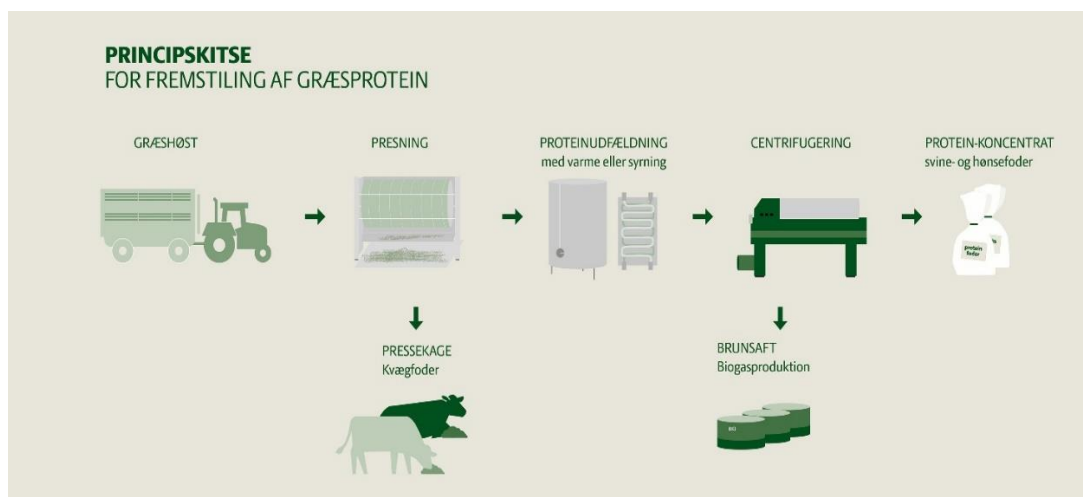 PRINCIPSKITSE
FOR FREMSTILING AF GRÆSPROTEIN
GRÆSHØST
PRESNING
PROTEINUDFÆLDNING
med varme eller syrning
CENTRIFUGERING
PROTEIN-KONCENTRAT
svine- og hønsefoder
protein
foder
PRESSEKAGE
Kvægfoder
BRUNSAFT
Biogasproduktion